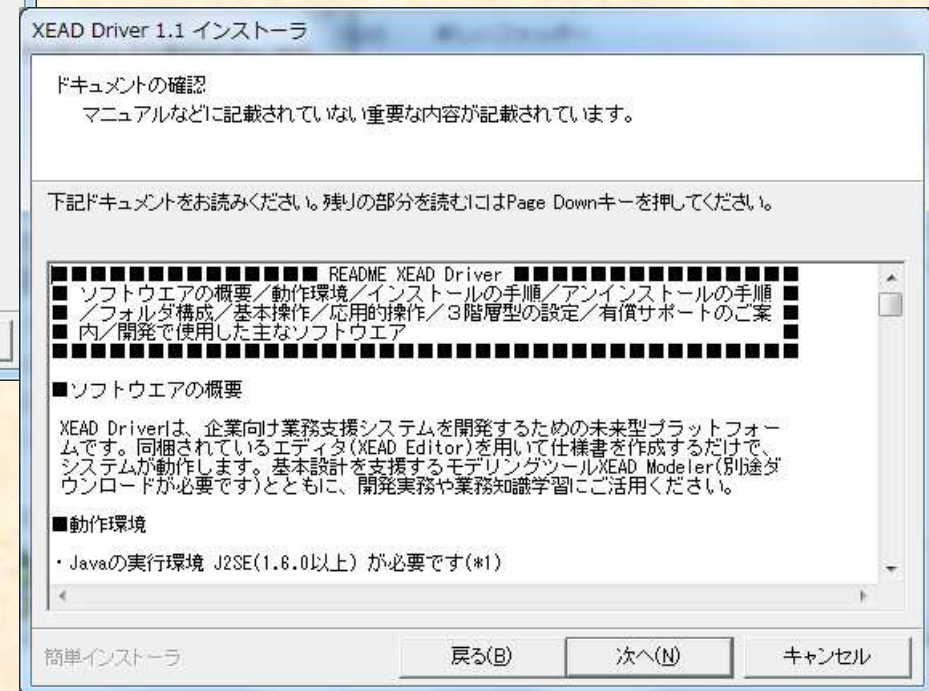 XEAD Driver 1.1 インストーラ
ドキュメントの確認
マニュアルなどに記載されていない重要な内容が記載されています。
下記ドキュメントをお読みください。残りの部分を読むにはPage Downキーを押してください。
■■■■■■■■■■■■■■ README XEAD Driver ■■■■■■■■■■■■■■■
■ ソフトウエアの概要／動作環境／インストールの手順／アンインストールの手順 ■
■ ／フォルダ構成／基本操作／応用的操作／３階層型の設定／有償サポートのご案 ■
■ 内／開発で使用した主なソフトウエア ■
■■■■■■■■■■■■■■■■■■■■■■■■■■■■■■■■■■■■■■■
■ソフトウエアの概要
XEAD Driverは、企業向け業務支援システムを開発するための未来型プラットフォー
ムです。同梱されているエディタ(XEAD Editor)を用いて仕様書を作成するだけで、
システムが動作します。基本設計を支援するモデリングツールXEAD Modeler(別途ダ
ウンロードが必要です)とともに、開発実務や業務知識学習にご活用ください。
■動作環境
・Javaの実行環境 J2SE(1.6.0以上) が必要です(*1)
簡単インストーラ
戻る(B)
次へ(N)
キャンセル